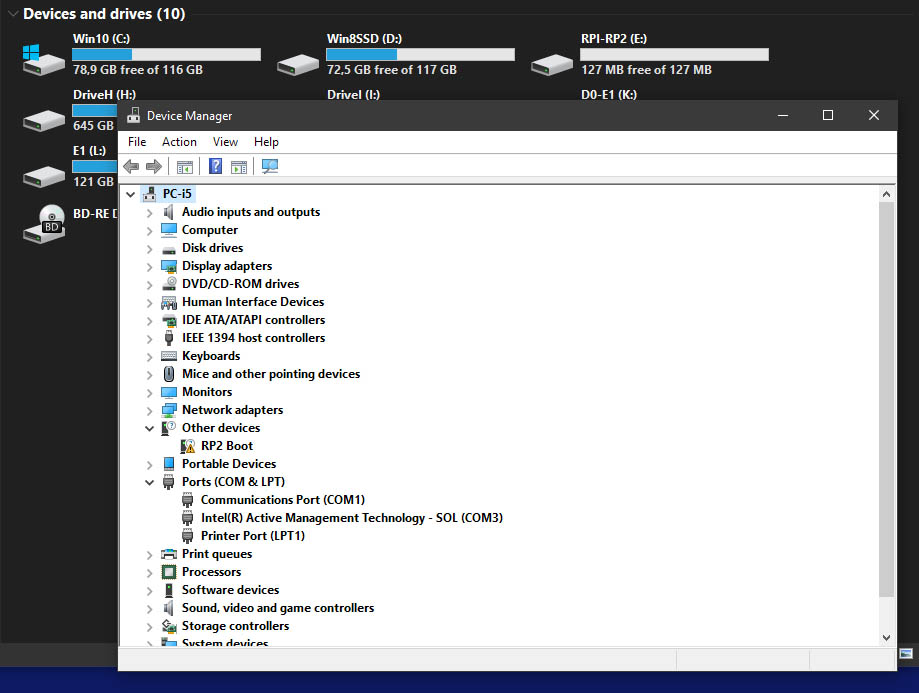 Devices and drives (10)
Win10 (C:)
78,9 GB free of 116 GB
Win8SSD (D:)
72,5 GB free of 117 GB
RPI-RP2 (E:)
127 MB free of 127 MB
DriveH (H:)
645 GB
DriveI (I:)
D0-E1 (K:)
E1 (L:)
121 GB
BD-RE
BD
Device Manager
File Action View Help
PC-i5
Audio inputs and outputs
Computer
Disk drives
Display adapters
DVD/CD-ROM drives
Human Interface Devices
IDE ATA/ATAPI controllers
IEEE 1394 host controllers
Keyboards
Mice and other pointing devices
Monitors
Network adapters
Other devices
RP2 Boot
Portable Devices
Ports (COM & LPT)
Communications Port (COM1)
Intel(R) Active Management Technology - SOL (COM3)
Printer Port (LPT1)
Print queues
Processors
Software devices
Sound, video and game controllers
Storage controllers
System devices